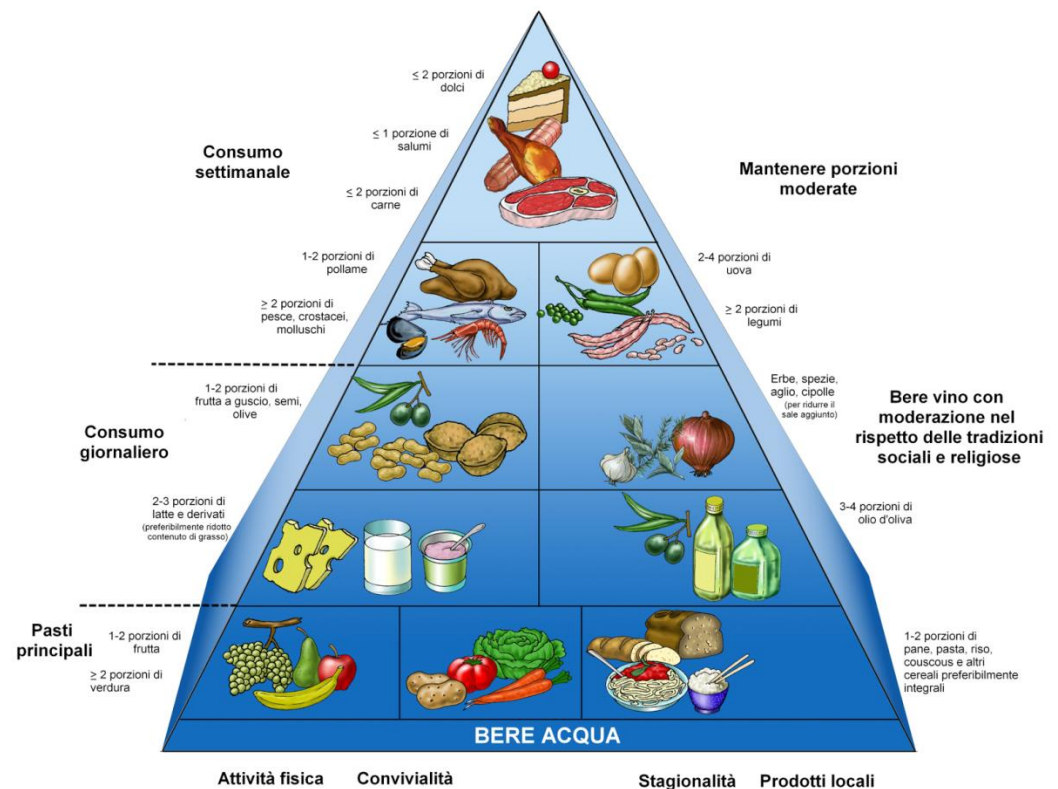 ≤ 2 porzioni di
dolci
≤ 1 porzione di
salumi
Consumo
settimanale
≤ 2 porzioni di
carne
Mantenere porzioni
moderate
1-2 porzioni di
pollame
≥ 2 porzioni di
pesce, crostacei,
molluschi
2-4 porzioni di
uova
≥ 2 porzioni di
legumi
1-2 porzioni di
frutta a guscio, semi,
olive
Erbe, spezie,
aglio, cipolle
(per ridurre il
sale aggiunto)
Consumo
giornaliero
Bere vino con
moderazione nel
rispetto delle tradizioni
sociali e religiose
2-3 porzioni di
latte e derivati
(preferibilmente ridotto
contenuto di grasso)
3-4 porzioni di
olio d'oliva
Pasti
principali
1-2 porzioni di
frutta
≥ 2 porzioni di
verdura
1-2 porzioni di
pane, pasta, riso,
couscous e altri
cereali preferibilmente
integrali
BERE ACQUA
Attività fisica
Convivialità
Stagionalità
Prodotti locali